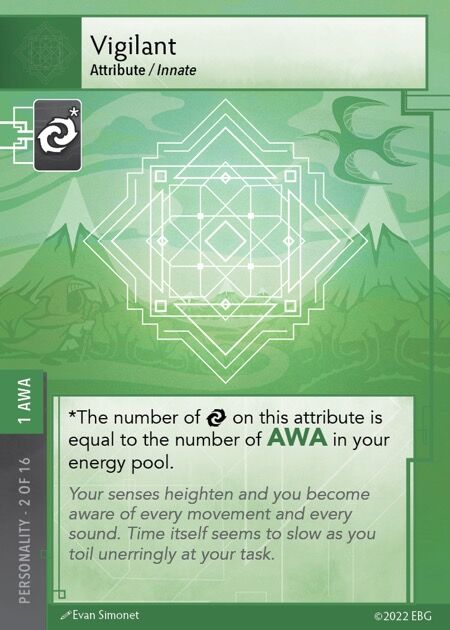 Vigilant
Attribute / Innate
*
*The number of on this attribute is
equal to the number of AWA in your
energy pool.
Your senses heighten and you become
aware of every movement and every
sound. Time itself seems to slow as you
toil unerringly at your task.
1 AWA
PERSONALITY - 2 OF 16
Evan Simonet
©2022 EBG